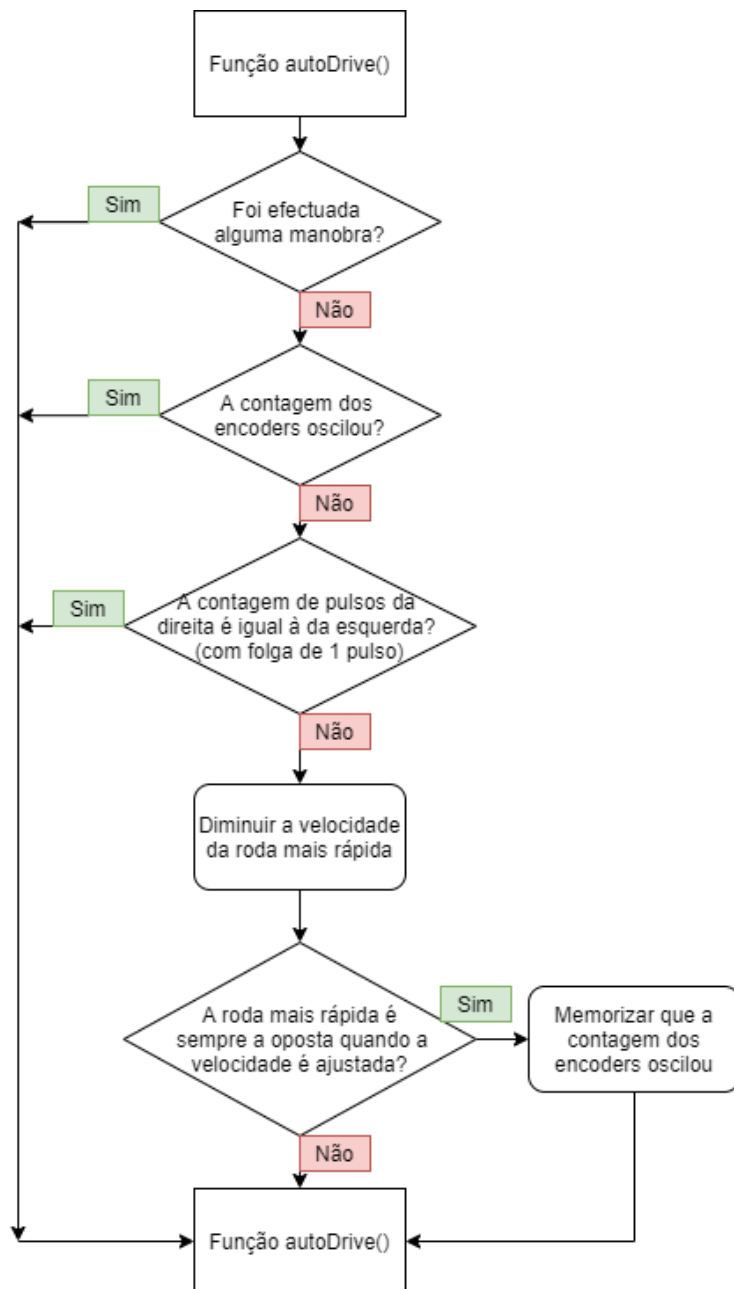 Função autoDrive()
Sim
Foi efectuada
alguma manobra?
Não
Sim
A contagem dos
encoders oscilou?
Não
Sim
A contagem de pulsos da
direita é igual à da esquerda?
(com folga de 1 pulso)
Não
Diminuir a velocidade
da roda mais rápida
A roda mais rápida é
sempre a oposta quando a
velocidade é ajustada?
Sim
Memorizar que a
contagem dos
encoders oscilou
Não
Função autoDrive()